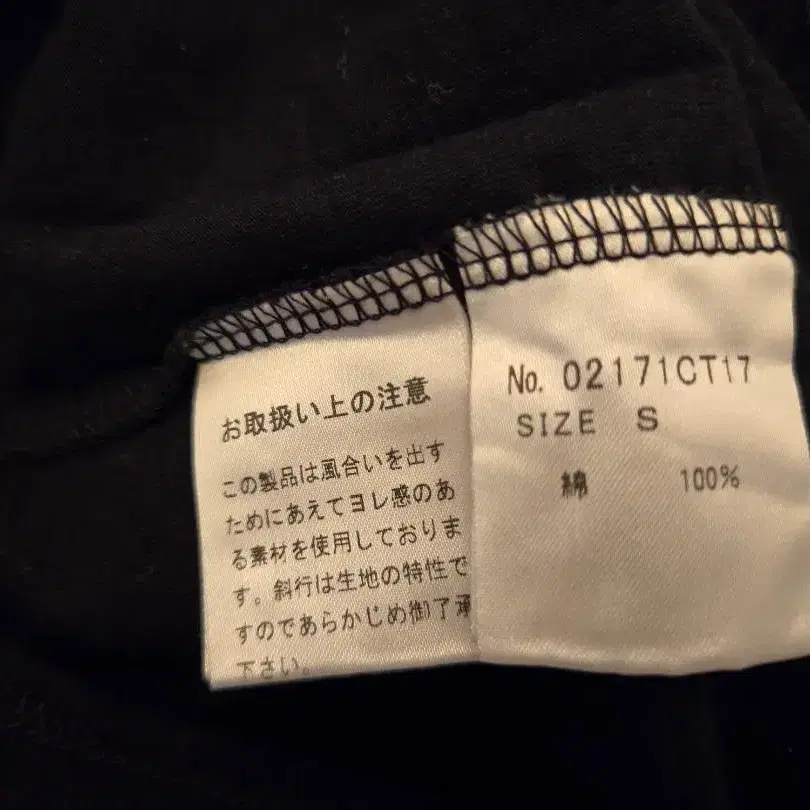 お取扱い上の注意
この製品は風合いを出す
ためにあえてヨレ感のあ
る素材を使用しておりま
す。斜行は生地の特性で
すのであらかじめ御了承
下さい。
No. 02171CT17
SIZE S
綿 100%